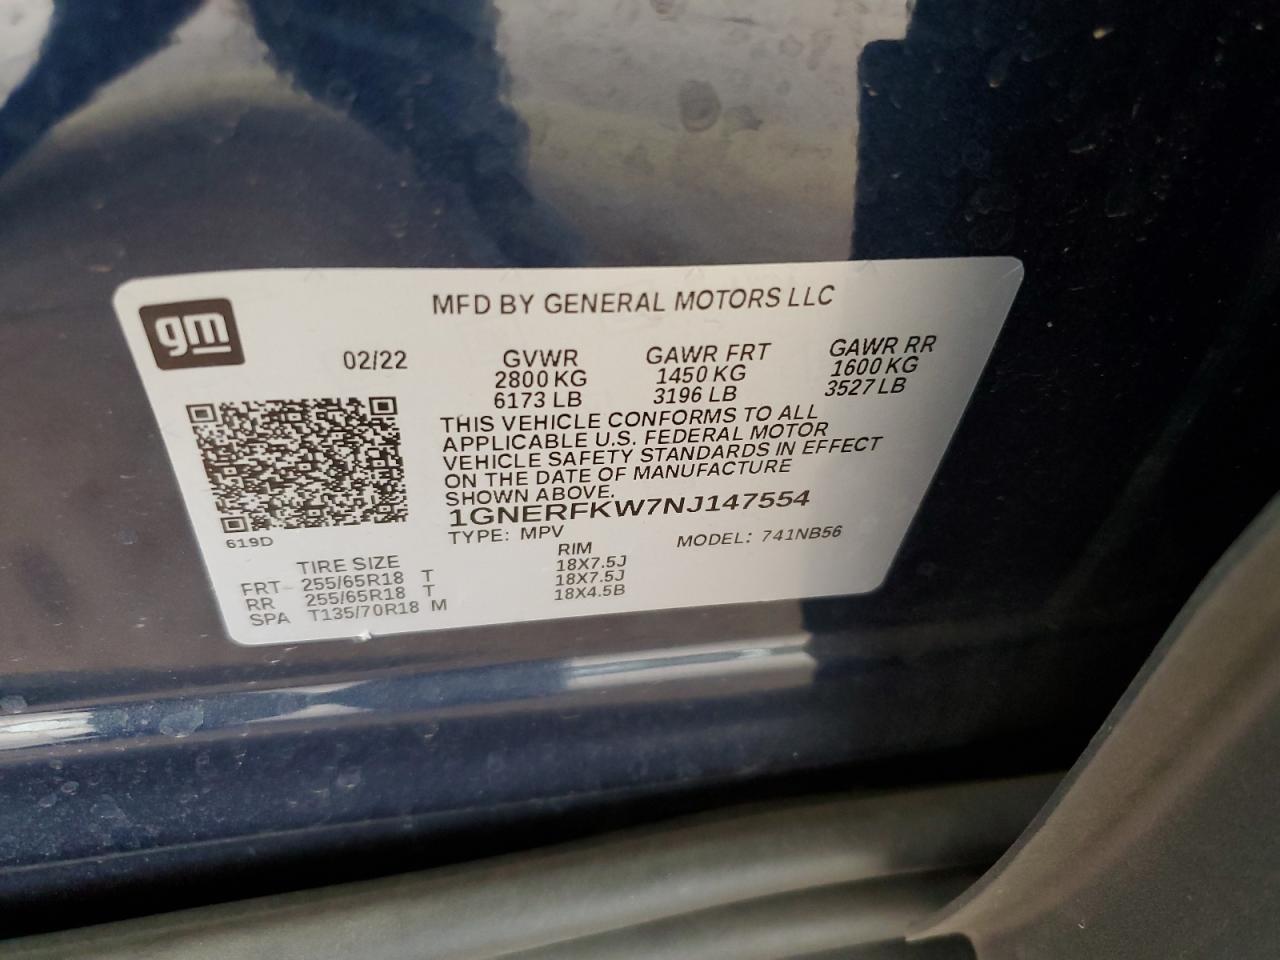 gm
MFD BY GENERAL MOTORS LLC
02/22
GVWR
2800 KG
6173 LB
GAWR FRT
1450 KG
3196 LB
GAWR RR
1600 KG
3527 LB
THIS VEHICLE CONFORMS TO ALL
APPLICABLE U.S. FEDERAL MOTOR
VEHICLE SAFETY STANDARDS IN EFFECT
ON THE DATE OF MANUFACTURE
SHOWN ABOVE.
1GNERFKW7NJ147554
TYPE: MPV
MODEL: 741NB56
619D
TIRE SIZE RIM
FRT 255/65R18 T 18X7.5J
RR 255/65R18 T 18X7.5J
SPA T135/70R18 M 18X4.5B